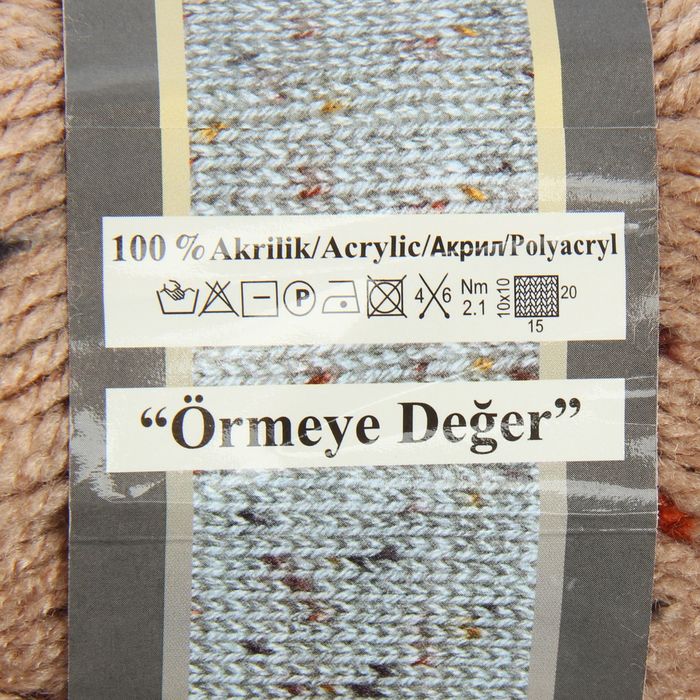 100 % Akrilik/Acrylic/Акрил/Polyacryl
P 4 6 Nm 2.1 10x10 20 15
“Örmeye Değer”